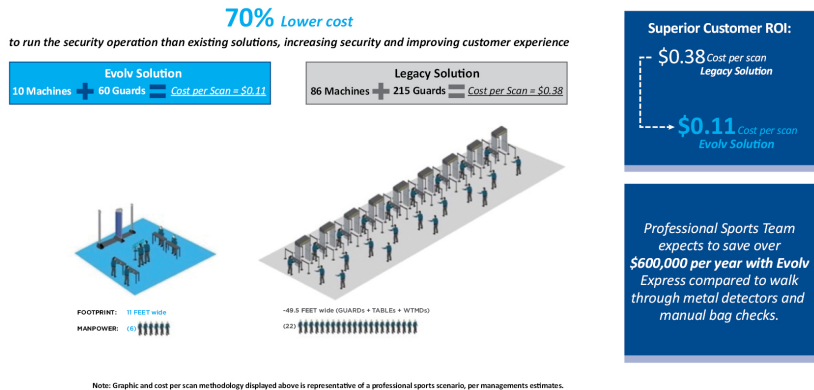 70% Lower cost
to run the security operation than existing solutions, increasing security and improving customer experience
Evolv Solution
10 Machines + 60 Guards = Cost per Scan = $0.11
Legacy Solution
86 Machines + 215 Guards = Cost per Scan = $0.38
FOOTPRINT: 11 FEET wide
MANPOWER: (6)
~49.5 FEET wide (GUARDs + TABLEs + WTMDs)
(22)
Superior Customer ROI:
$0.38 Cost per scan
Legacy Solution
$0.11 Cost per scan
Evolv Solution
Professional Sports Team
expects to save over
$600,000 per year with Evolv
Express compared to walk
through metal detectors and
manual bag checks.
Note: Graphic and cost per scan methodology displayed above is representative of a professional sports scenario, per managements estimates.